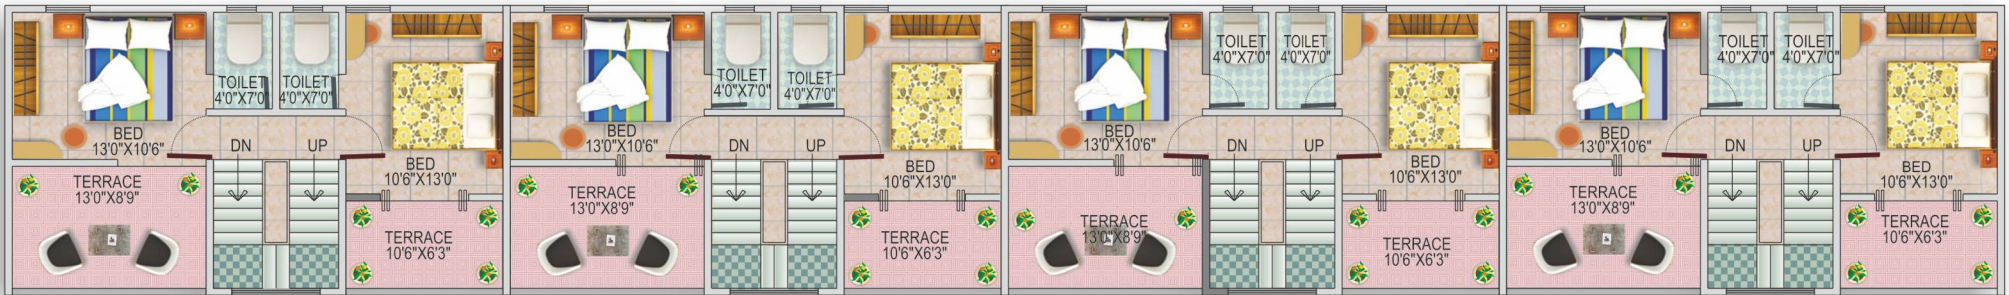 TOILET
4'0"X7'0"
TOILET
4'0"X7'0"
BED
13'0"X10'6"
DN
UP
BED
10'6"X13'0"
TERRACE
13'0"X8'9"
TERRACE
10'6"X6'3"
TOILET
4'0"X7'0"
TOILET
4'0"X7'0"
BED
13'0"X10'6"
DN
UP
BED
10'6"X13'0"
TERRACE
13'0"X8'9"
TERRACE
10'6"X6'3"
TOILET
4'0"X7'0"
TOILET
4'0"X7'0"
BED
13'0"X10'6"
DN
UP
BED
10'6"X13'0"
TERRACE
13'0"X8'9"
TERRACE
10'6"X6'3"
TOILET
4'0"X7'0"
TOILET
4'0"X7'0"
BED
13'0"X10'6"
DN
UP
BED
10'6"X13'0"
TERRACE
13'0"X8'9"
TERRACE
10'6"X6'3"